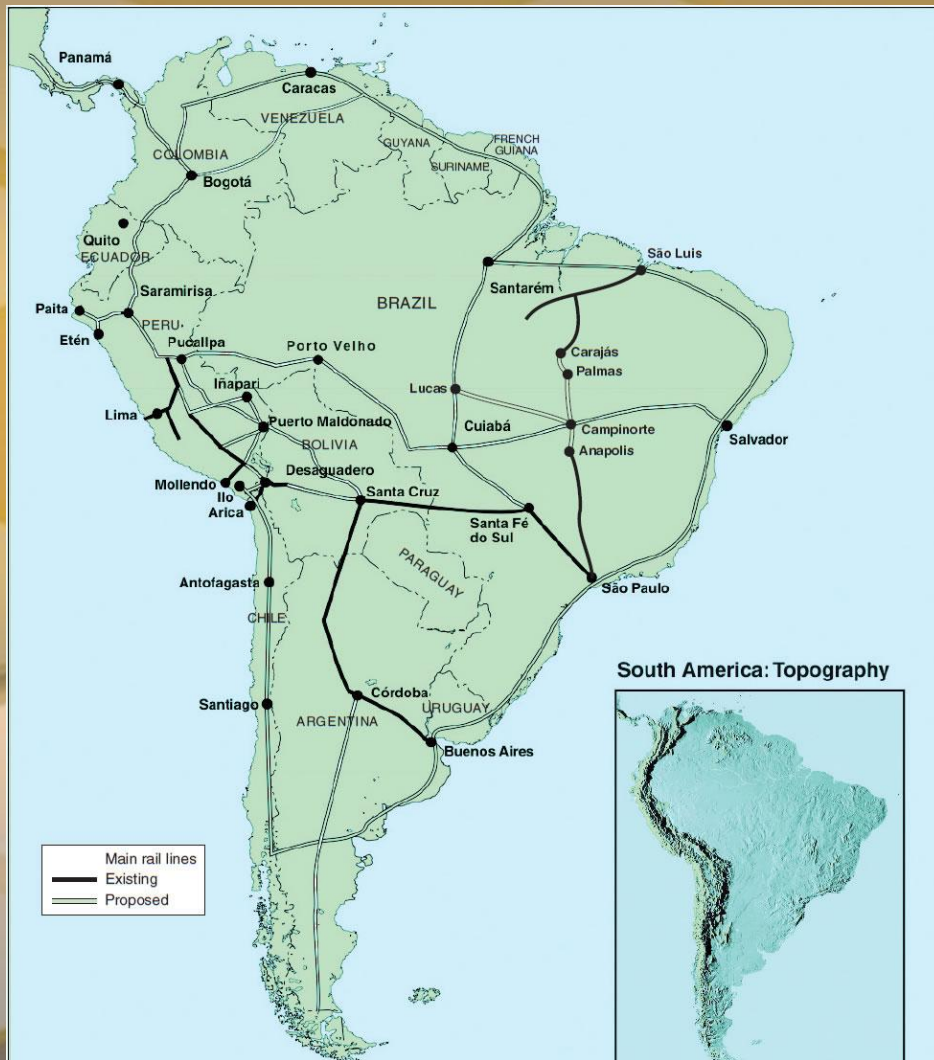 Panamá
Caracas
VENEZUELA
GUYANA
FRENCH
GUIANA
SURINAME
COLOMBIA
Bogotá
Quito
ECUADOR
São Luis
Santarém
Saramirisa
BRAZIL
Paita
PERU
Etén
Pucallpa
Porto Velho
Carajás
Palmas
Iñapari
Lucas
Lima
Puerto Maldonado
Cuiabá
Campinorte
Salvador
BOLIVIA
Anapolis
Desaguadero
Mollendo
Ilo
Santa Cruz
Arica
Santa Fé
do Sul
PARAGUAY
Antofagasta
São Paulo
CHILE
South America: Topography
Córdoba
Santiago
URUGUAY
ARGENTINA
Buenos Aires
Main rail lines
Existing
Proposed